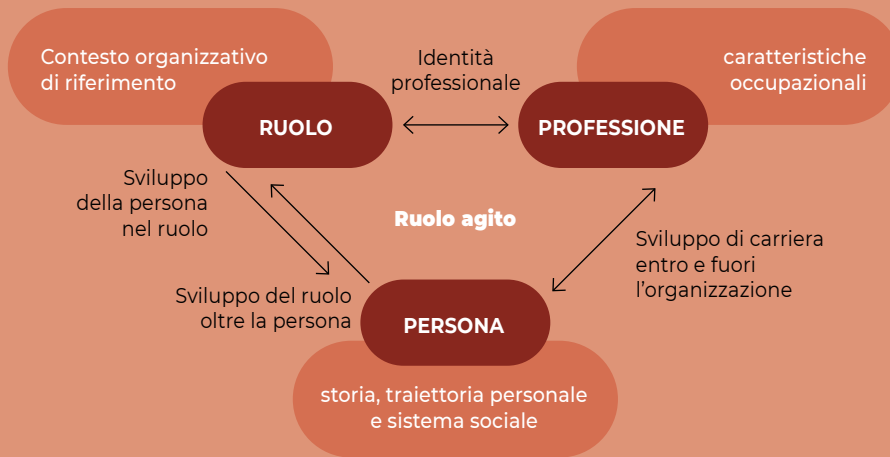 Contesto organizzativo
di riferimento
RUOLO
Identità
professionale
caratteristiche
occupazionali
PROFESSIONE
Sviluppo
della persona
nel ruolo
Ruolo agito
Sviluppo di carriera
entro e fuori
l’organizzazione
Sviluppo del ruolo
oltre la persona
PERSONA
storia, traiettoria personale
e sistema sociale